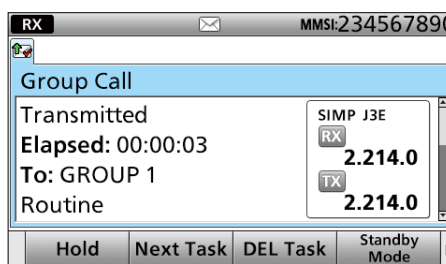 RX MMSI:234567890
Group Call
Transmitted
Elapsed: 00:00:03
To: GROUP 1
Routine
SIMP J3E
RX
2.214.0
TX
2.214.0
Hold Next Task DEL Task Standby Mode